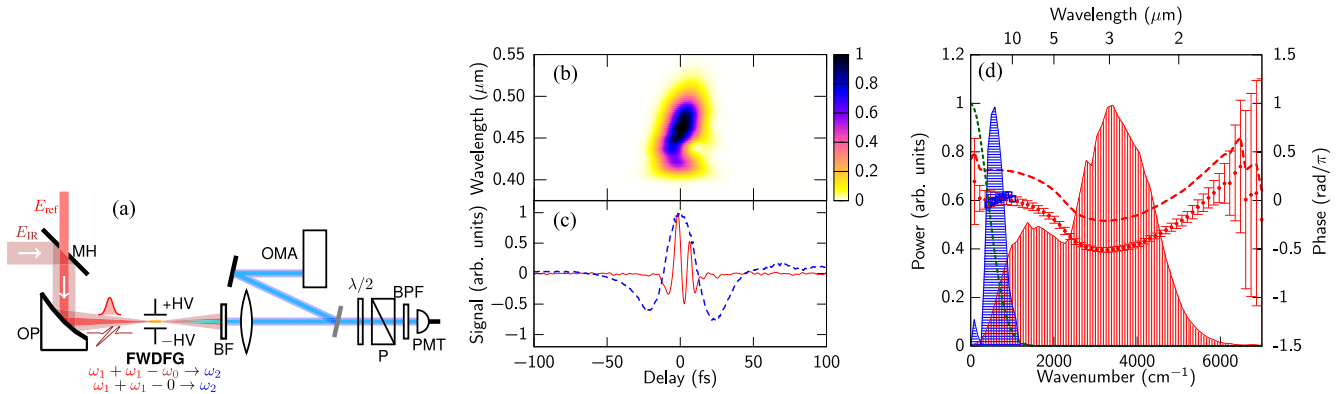 (a)
E_ref
E_IR
MH
OP
+HV
−HV
FWDFG
ω₁ + ω₁ − ω₀ → ω₂
ω₁ + ω₁ − 0 → ω₂
BF
OMA
λ/2
P
BPF
PMT
(b)
Wavelength (μm)
0.55
0.50
0.45
0.40
1
0.8
0.6
0.4
0.2
0
(c)
Signal (arb. units)
1
0.5
0
−0.5
−1
−100
−50
0
50
100
Delay (fs)
Wavelength (μm)
10
5
3
2
(d)
Power (arb. units)
1.2
1
0.8
0.6
0.4
0.2
0
1.5
1
0.5
0
−0.5
−1
−1.5
Phase (rad/π)
0
2000
4000
6000
Wavenumber (cm⁻¹)